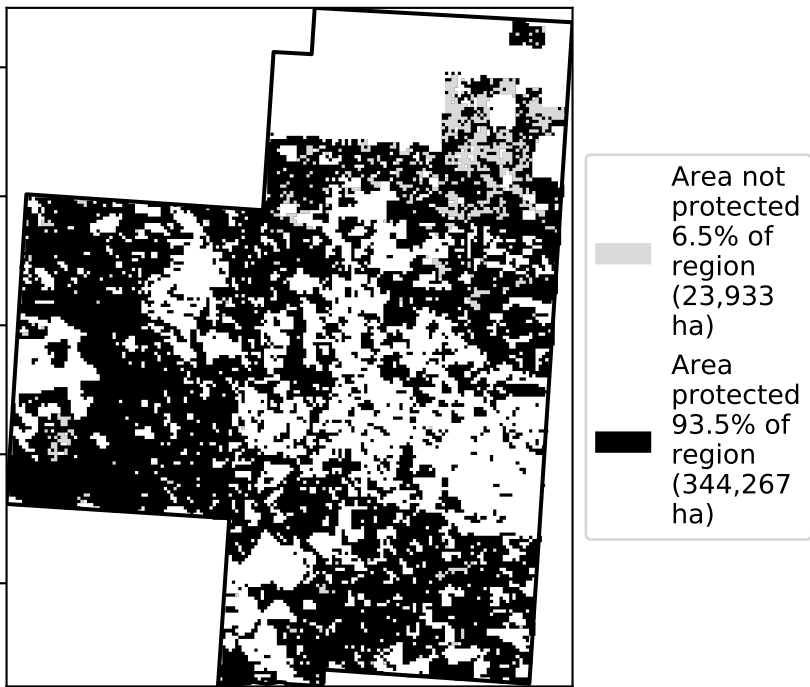 Area not
protected
6.5% of
region
(23,933
ha)
Area
protected
93.5% of
region
(344,267
ha)